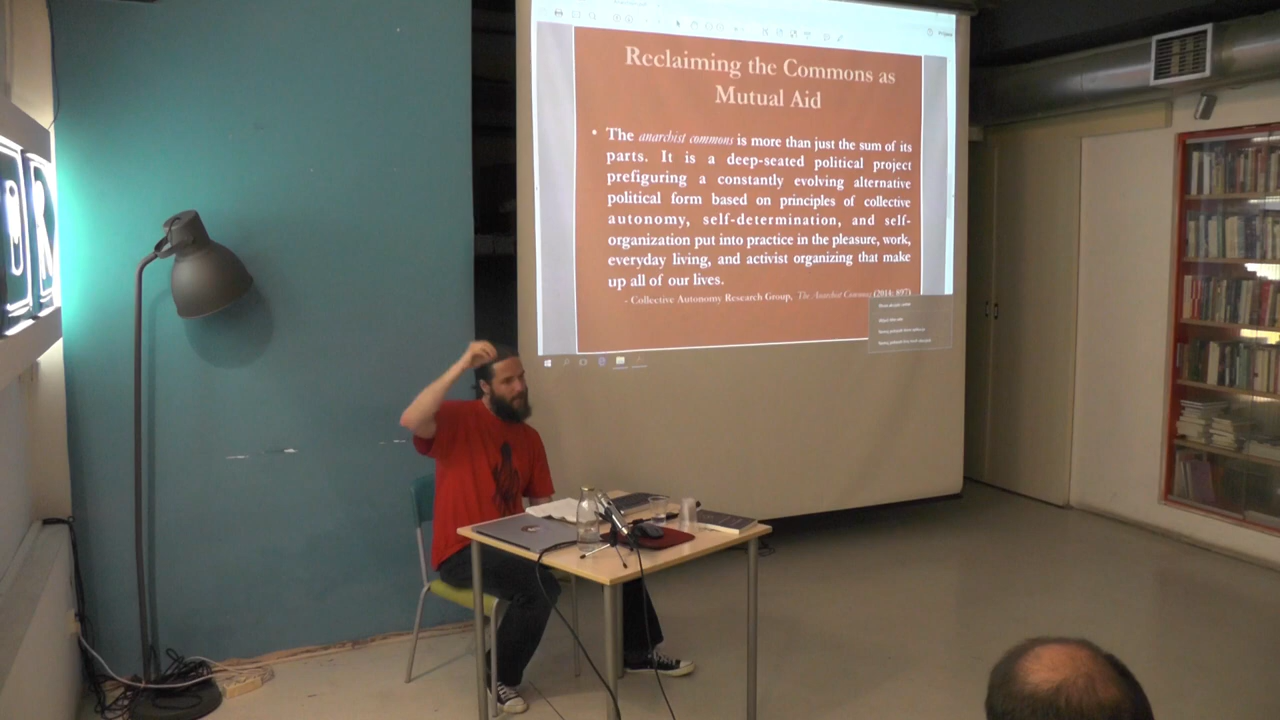 Reclaiming the Commons as
Mutual Aid
• The anarchist commons is more than just the sum of its
parts. It is a deep-seated political project
prefiguring a constantly evolving alternative
political form based on principles of collective
autonomy, self-determination, and self-
organization put into practice in the pleasure, work,
everyday living, and activist organizing that make
up all of our lives.
- Collective Autonomy Research Group, The Anarchist Commons (2014: 897)